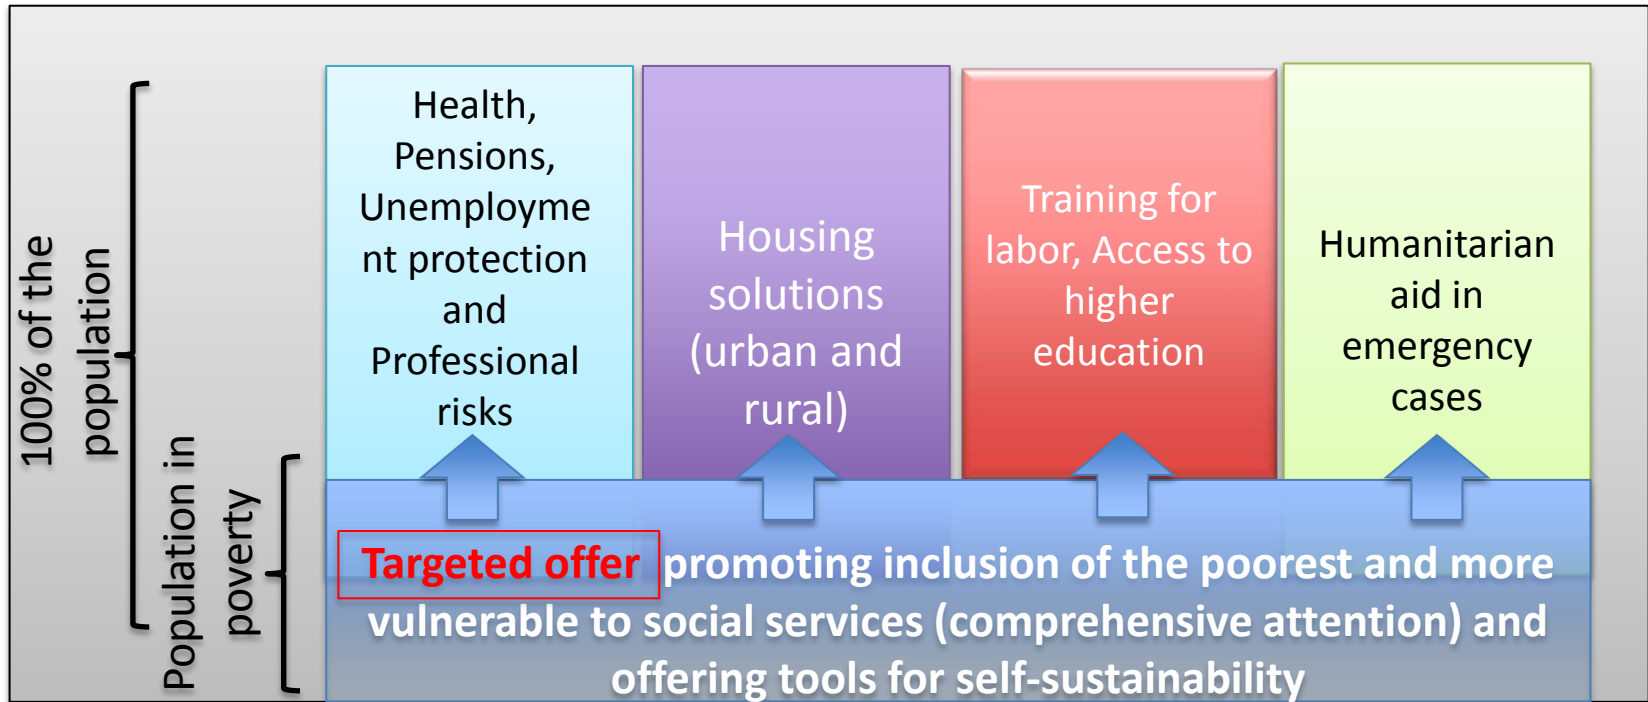 100% of the
population
Population in
poverty
Health,
Pensions,
Unemployme
nt protection
and
Professional
risks
Housing
solutions
(urban and
rural)
Training for
labor, Access to
higher
education
Humanitarian
aid in
emergency
cases
Targeted offer promoting inclusion of the poorest and more
vulnerable to social services (comprehensive attention) and
offering tools for self-sustainability